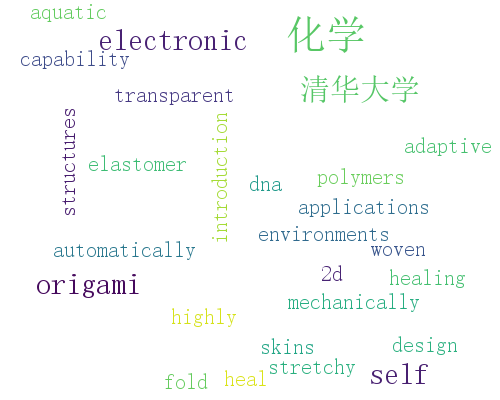 aquatic
electronic
化学
capability
清华大学
transparent
structures
introduction
adaptive
elastomer
dna
polymers
applications
environments
automatically
woven
origami
2d
healing
mechanically
highly
skins
design
stretchy
fold
heal
self